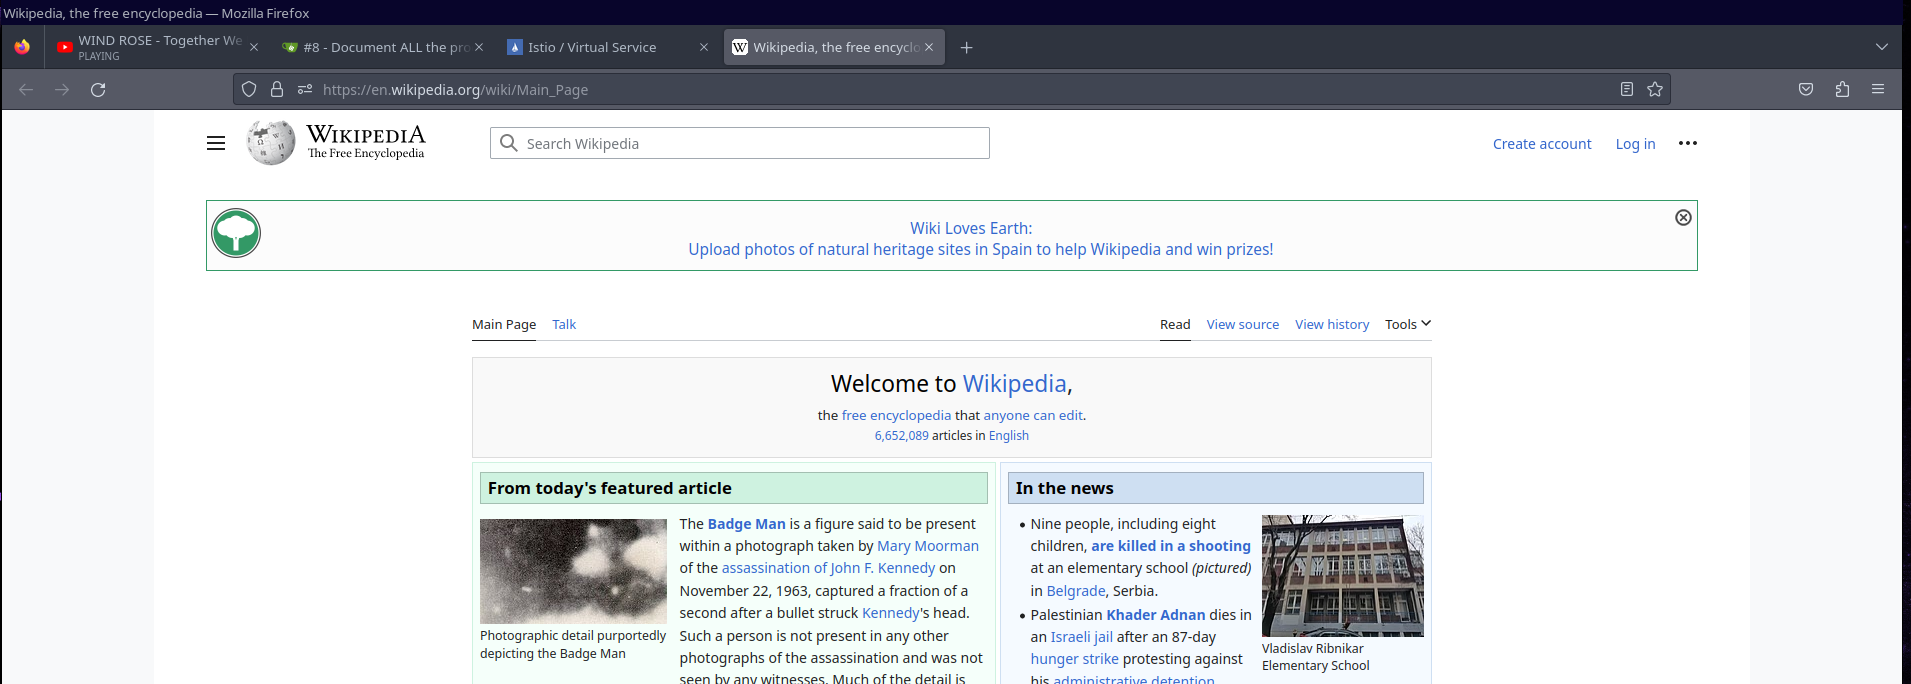 Wikipedia, the free encyclopedia — Mozilla Firefox
WIND ROSE - Together We
PLAYING
#8 - Document ALL the pro
Istio / Virtual Service
Wikipedia, the free encyclo
https://en.wikipedia.org/wiki/Main_Page
WIKIPEDIA
The Free Encyclopedia
Search Wikipedia
Create account Log in
Wiki Loves Earth:
Upload photos of natural heritage sites in Spain to help Wikipedia and win prizes!
Main Page Talk
Read View source View history Tools
Welcome to Wikipedia,
the free encyclopedia that anyone can edit.
6,652,089 articles in English
From today's featured article
Photographic detail purportedly
depicting the Badge Man
The Badge Man is a figure said to be present
within a photograph taken by Mary Moorman
of the assassination of John F. Kennedy on
November 22, 1963, captured a fraction of a
second after a bullet struck Kennedy's head.
Such a person is not present in any other
photographs of the assassination and was not
seen by any witnesses. Much of the detail is
In the news
Nine people, including eight
children, are killed in a shooting
at an elementary school (pictured)
in Belgrade, Serbia.
Palestinian Khader Adnan dies in
an Israeli jail after an 87-day
hunger strike protesting against
his administrative detention
Vladislav Ribnikar
Elementary School